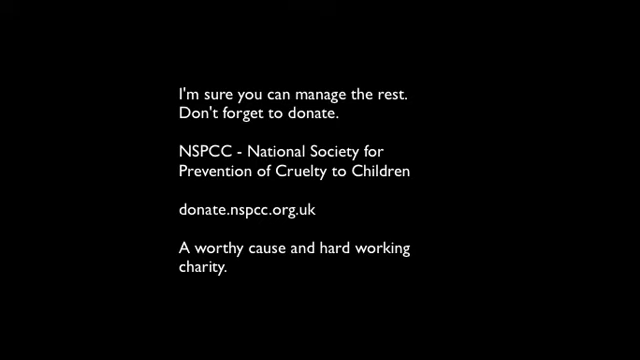 I'm sure you can manage the rest.
Don't forget to donate.
NSPCC - National Society for
Prevention of Cruelty to Children
donate.nspcc.org.uk
A worthy cause and hard working
charity.